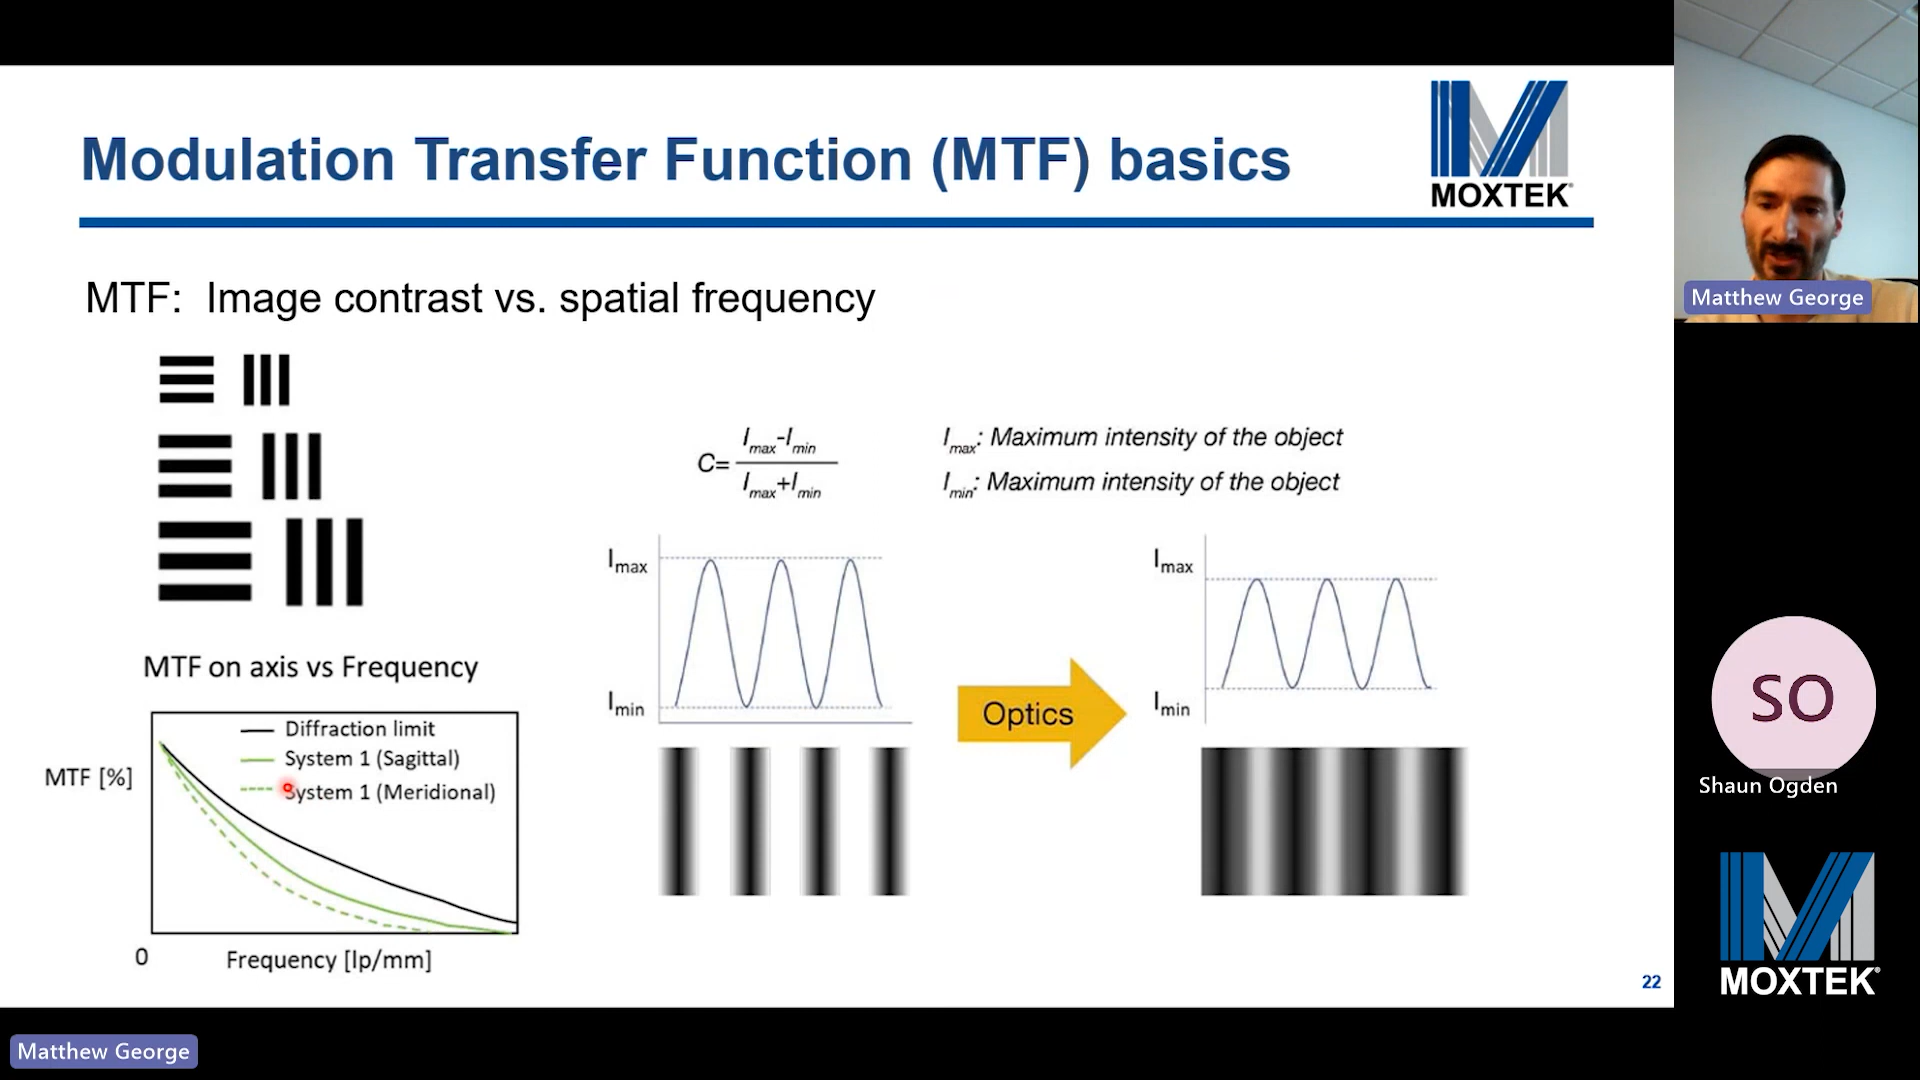 Modulation Transfer Function (MTF) basics
MOXTEK®
MTF: Image contrast vs. spatial frequency
C=
Imax-Imin
Imax+Imin
Imax: Maximum intensity of the object
Imin: Maximum intensity of the object
Imax
Imin
Optics
Imax
Imin
MTF on axis vs Frequency
MTF [%]
Diffraction limit
System 1 (Sagittal)
System 1 (Meridional)
0
Frequency [lp/mm]
22
Matthew George
SO
Shaun Ogden
MOXTEK®
Matthew George